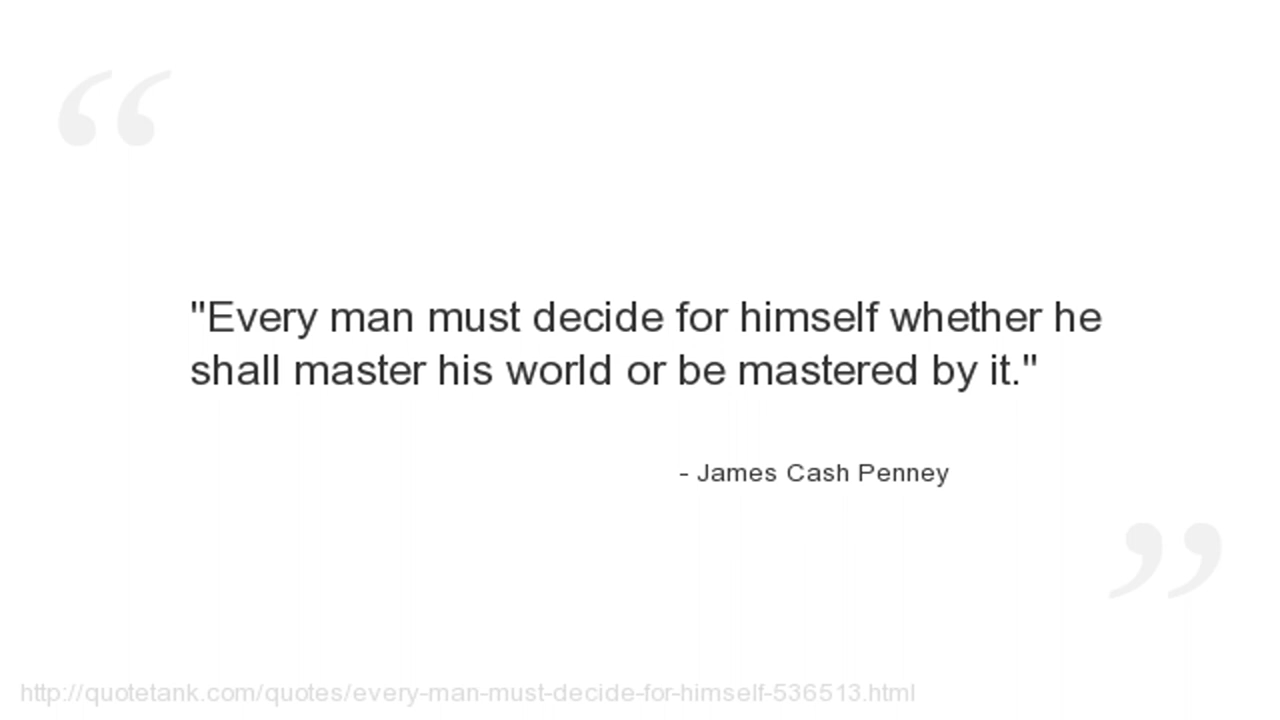 "Every man must decide for himself whether he
shall master his world or be mastered by it."
- James Cash Penney
http://quotetank.com/quotes/every-man-must-decide-for-himself-536513.html